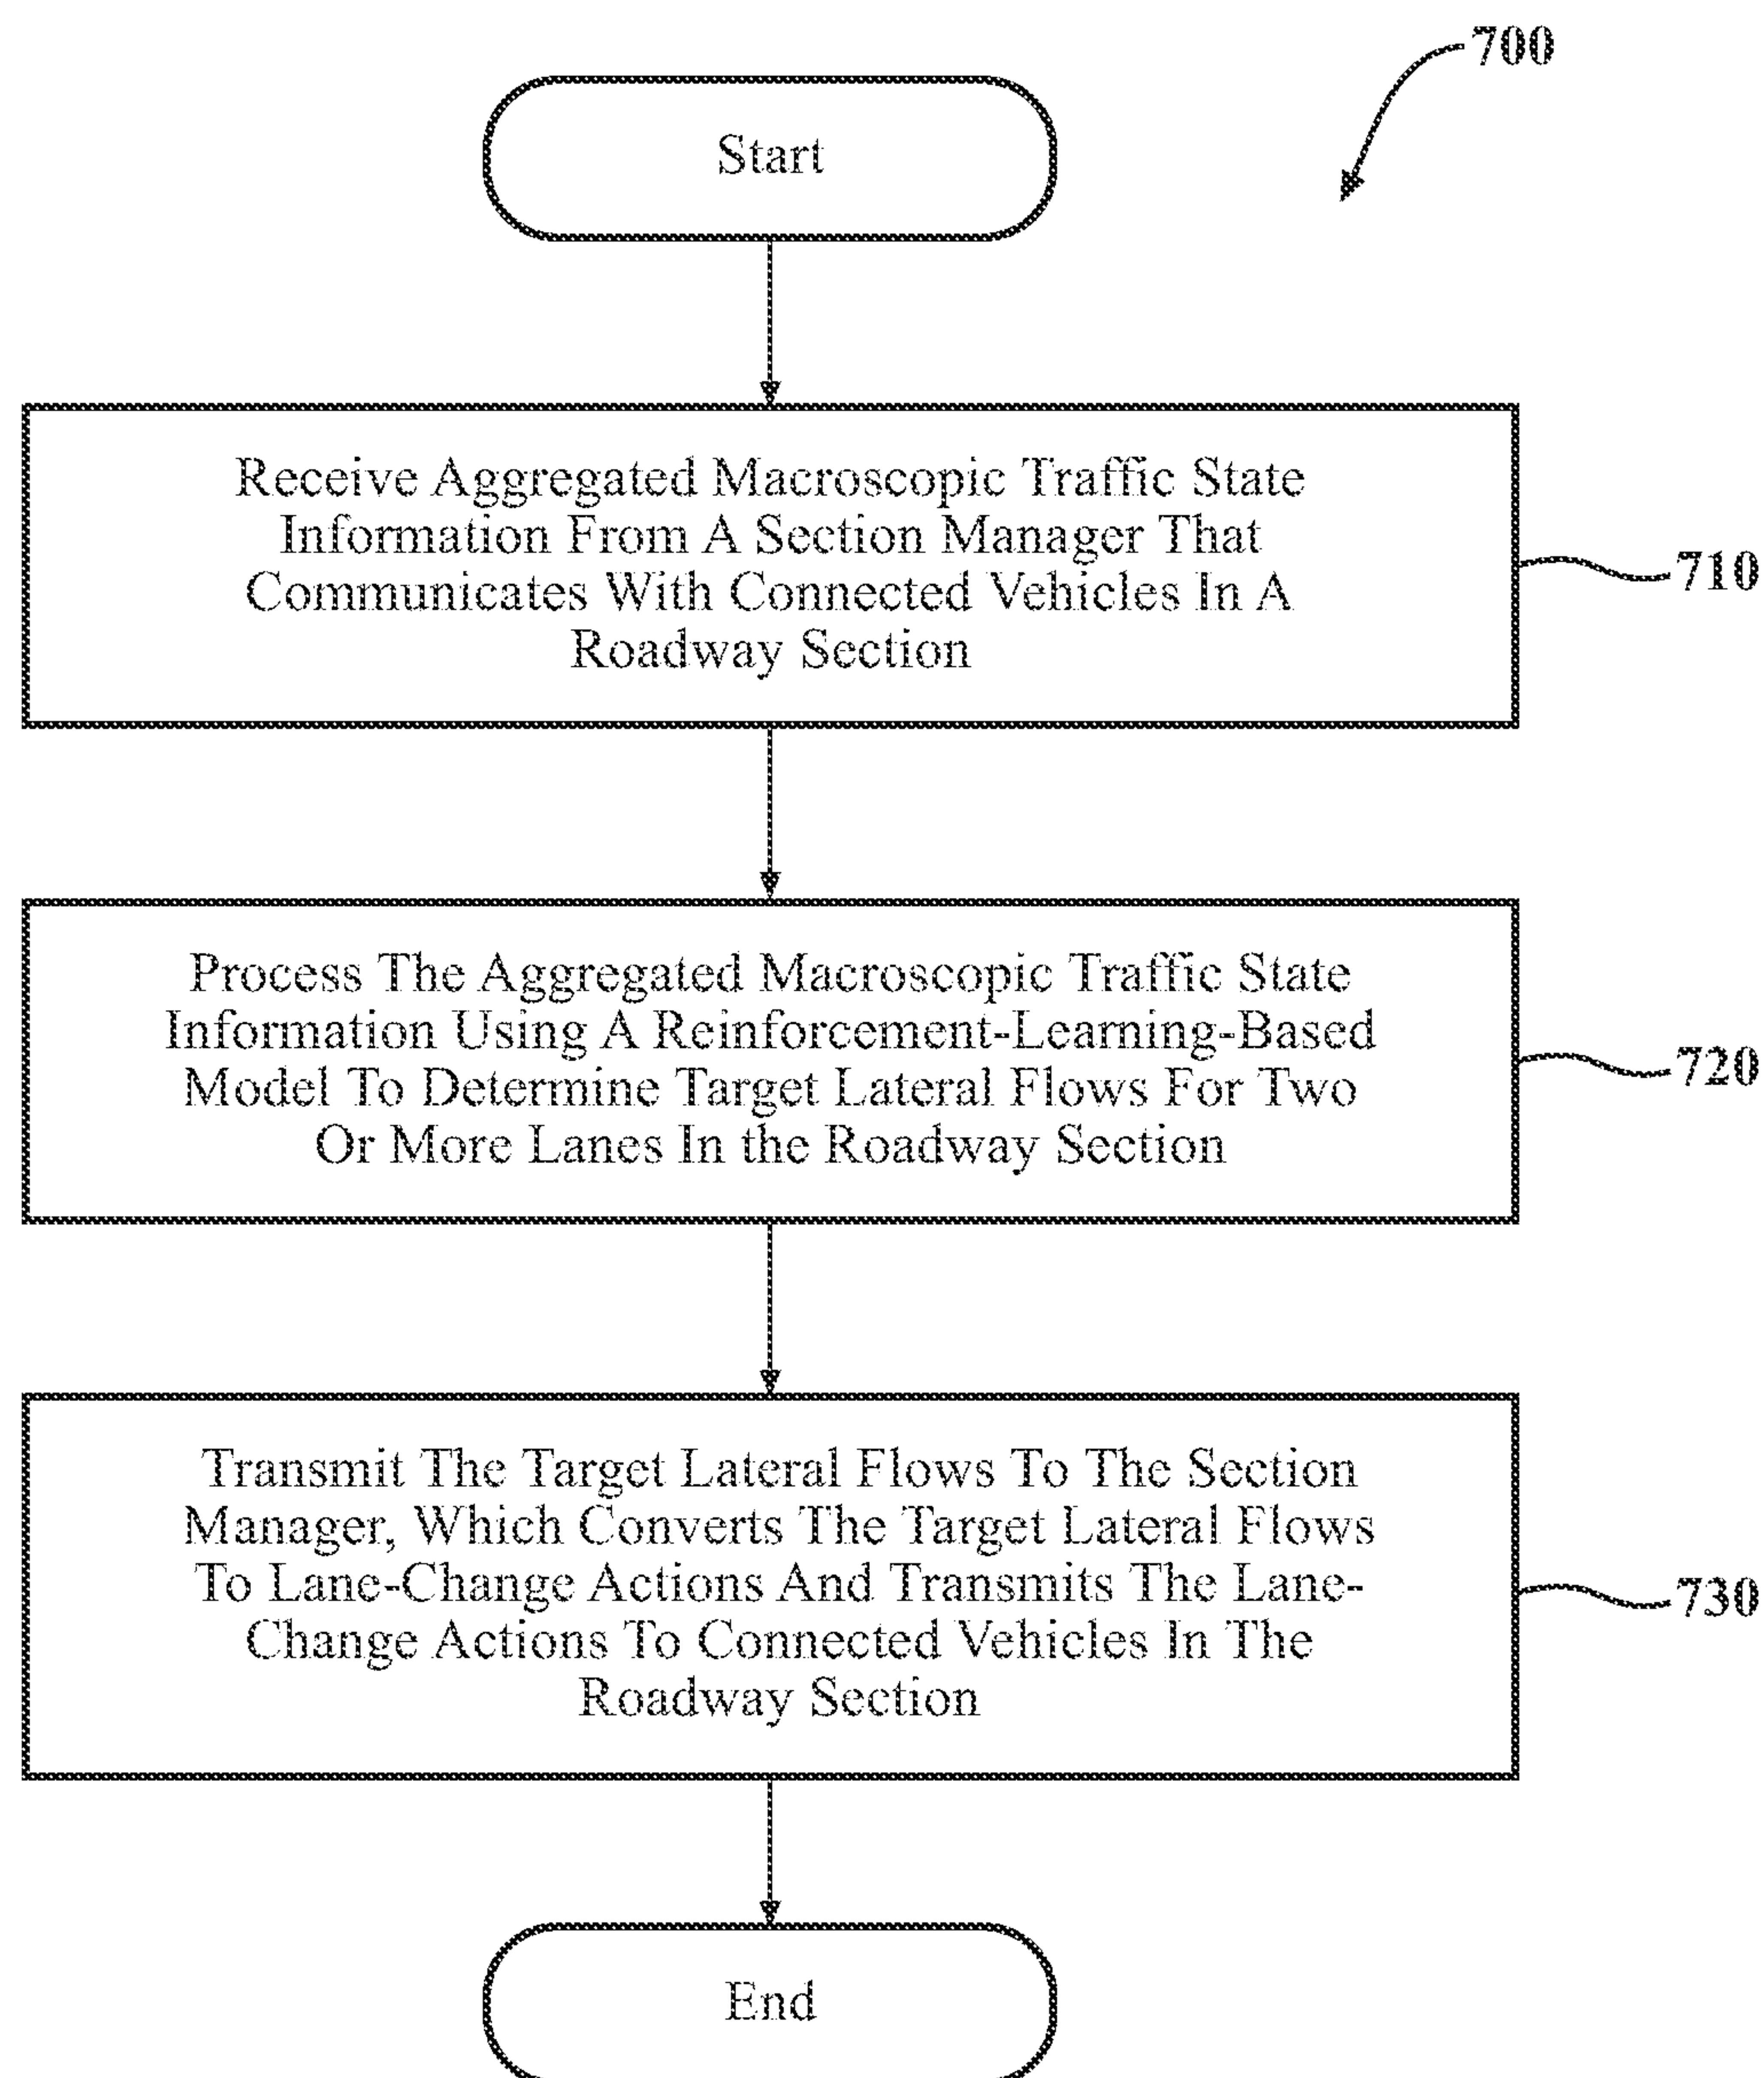 700
Start
Receive Aggregated Macroscopic Traffic State
Information From A Section Manager That
Communicates With Connected Vehicles In A
Roadway Section
710
Process The Aggregated Macroscopic Traffic State
Information Using A Reinforcement-Learning-Based
Model To Determine Target Lateral Flows For Two
Or More Lanes In the Roadway Section
720
Transmit The Target Lateral Flows To The Section
Manager, Which Converts The Target Lateral Flows
To Lane-Change Actions And Transmits The Lane-
Change Actions To Connected Vehicles In The
Roadway Section
730
End